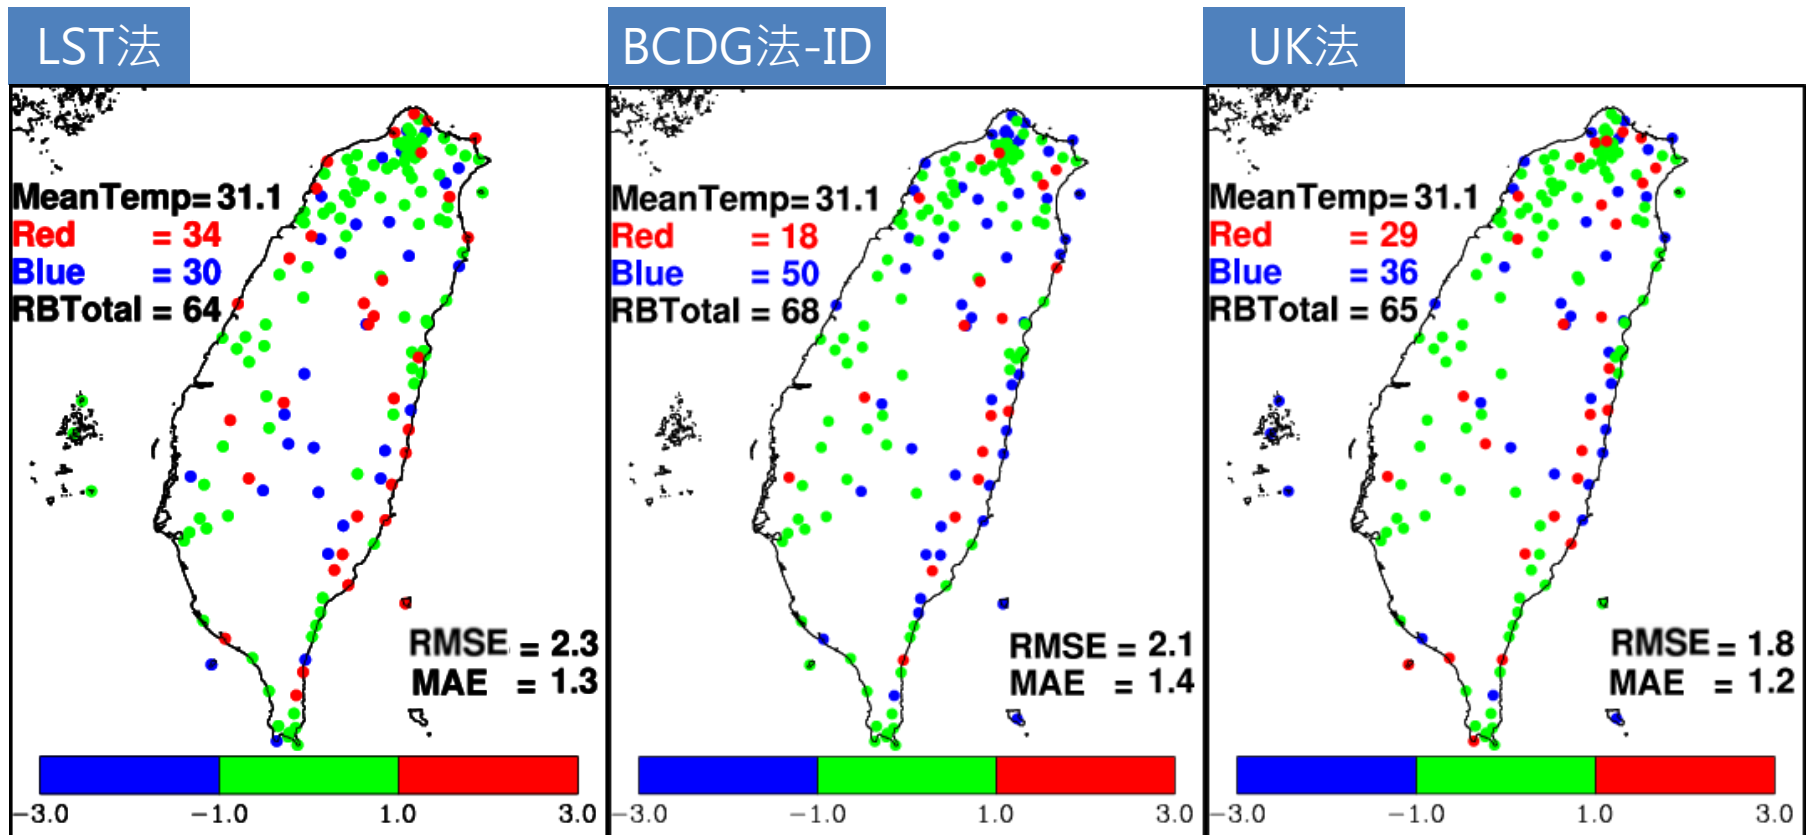 LST法
MeanTemp= 31.1
Red = 34
Blue = 30
RBTotal = 64
RMSE = 2.3
MAE = 1.3
-3.0 -1.0 1.0 3.0
BCDG法-ID
MeanTemp= 31.1
Red = 18
Blue = 50
RBTotal = 68
RMSE = 2.1
MAE = 1.4
-3.0 -1.0 1.0 3.0
UK法
MeanTemp= 31.1
Red = 29
Blue = 36
RBTotal = 65
RMSE = 1.8
MAE = 1.2
-3.0 -1.0 1.0 3.0